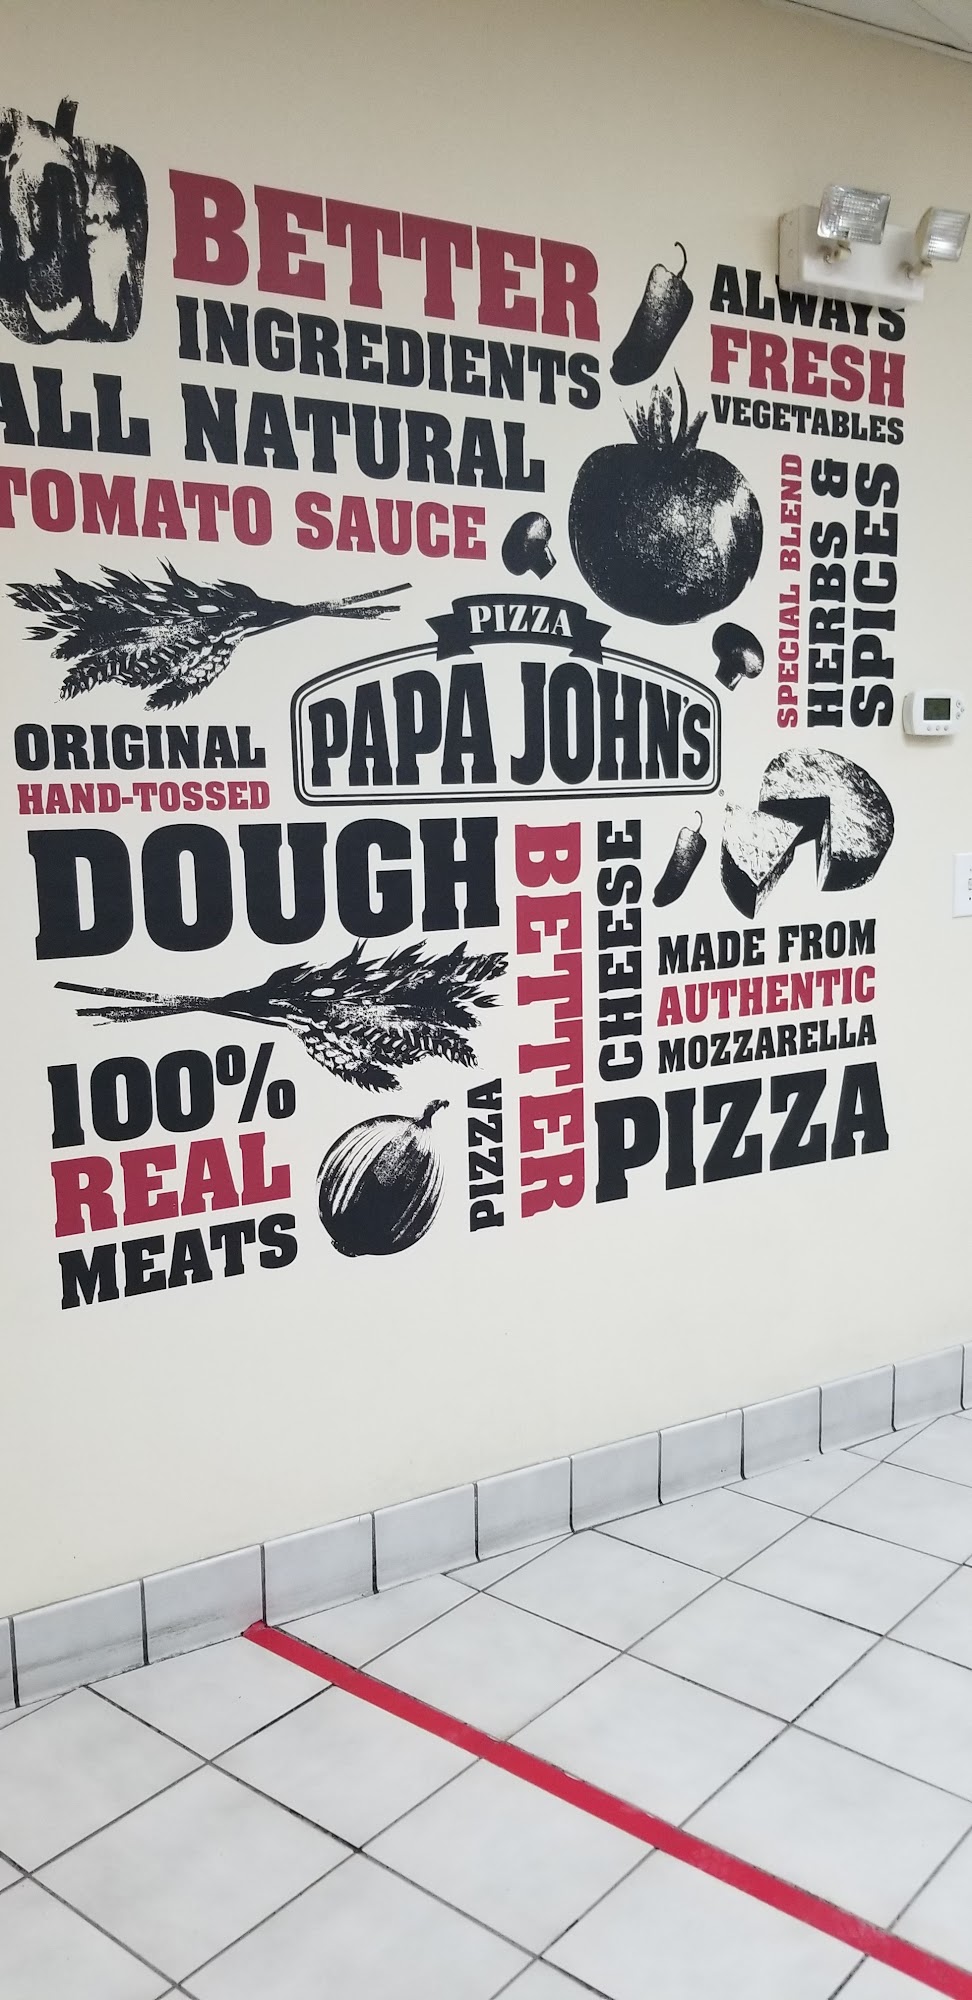 BETTER
INGREDIENTS
ALL NATURAL
TOMATO SAUCE
ALWAYS
FRESH
VEGETABLES
SPECIAL BLEND
HERBS &
SPICES
PIZZA
PAPA JOHN'S
ORIGINAL
HAND-TOSSED
DOUGH
BETTER
CHEESE
MADE FROM
AUTHENTIC
MOZZARELLA
PIZZA
PIZZA
100%
REAL
MEATS